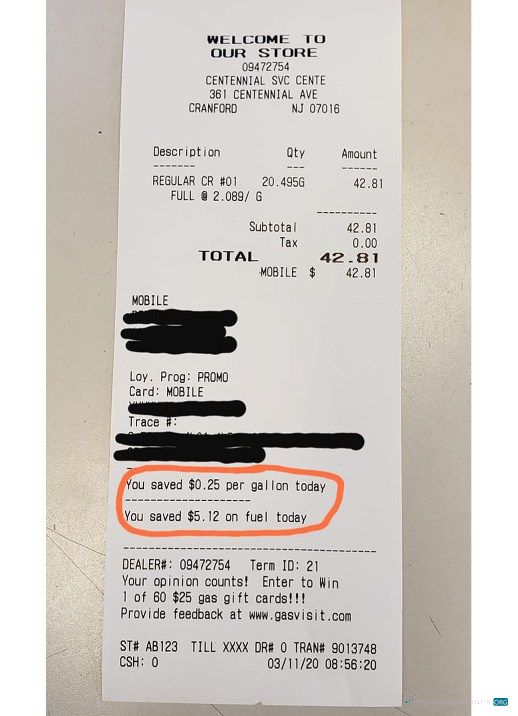 WELCOME TO
OUR STORE
09472754
CENTENNIAL SVC CENTE
361 CENTENNIAL AVE
CRANFORD NJ 07016
Description Qty Amount
REGULAR CR #01 20.495G 42.81
FULL @ 2.089/ G
Subtotal 42.81
Tax 0.00
TOTAL 42.81
MOBILE $ 42.81
MOBILE
Loy. Prog: PROMO
Card: MOBILE
Trace #:
You saved $0.25 per gallon today
You saved $5.12 on fuel today
DEALER#: 09472754 Term ID: 21
Your opinion counts! Enter to Win
1 of 60 $25 gas gift cards!!!
Provide feedback at www.gasvisit.com
ST# AB123 TILL XXXX DR# 0 TRAN# 9013748
CSH: 0 03/11/20 08:56:20
.ORG